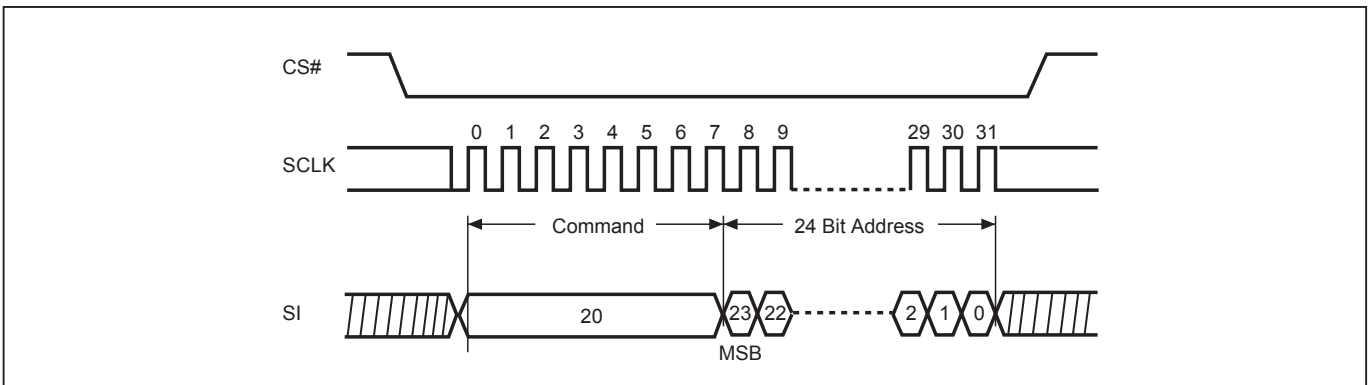 CS#
0 1 2 3 4 5 6 7 8 9 29 30 31
SCLK
Command 24 Bit Address
SI 20 23 22 2 1 0
MSB